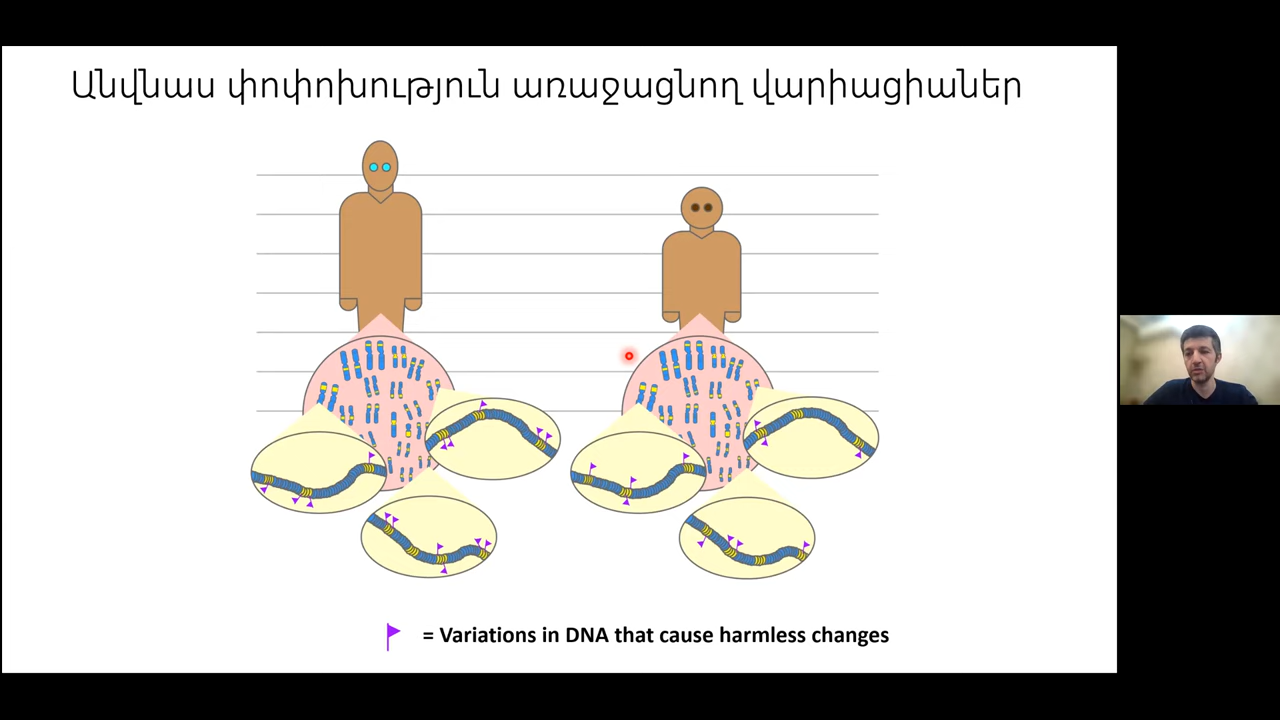 Անվնաս փոփոխություն առաջացնող վարիացիաներ
= Variations in DNA that cause harmless changes